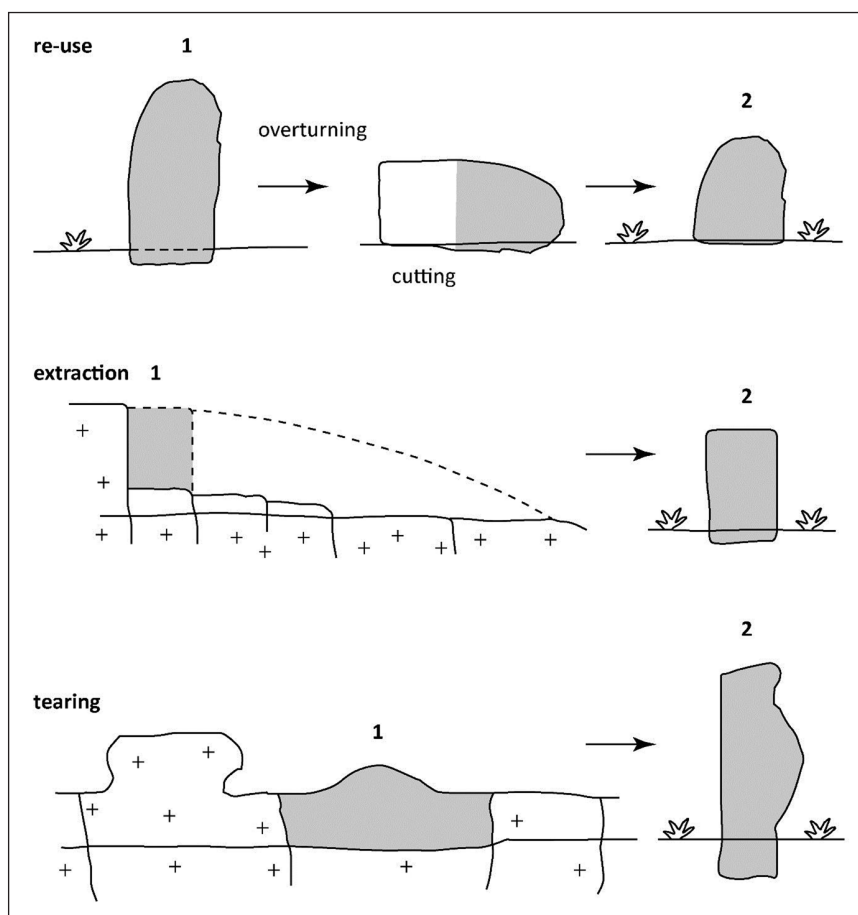 re-use
1
overturning
2
cutting
extraction 1
2
2
tearing
1